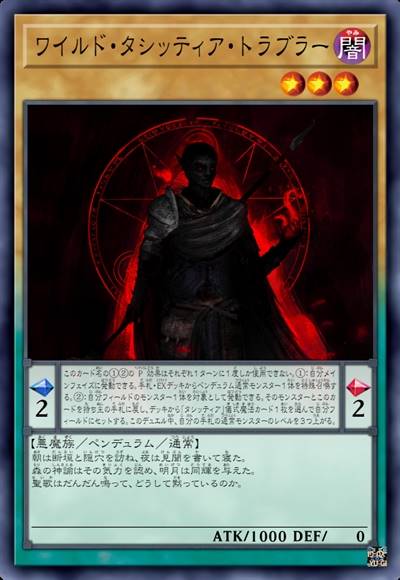 ワイルド・タシッティア・トラブラー
闇
2
2
このカード名の①②の P 効果はそれぞれ1ターンに1度しか使用できない。①:自分メイ
ンフェイズに発動できる。手札・EXデッキからペンデュラム通常モンスター1体を特殊召喚す
る。②:自分フィールドのモンスター1体を対象として発動できる。そのモンスターとこのカ
ードを持ち主の手札に戻し、デッキから「タシッティア」儀式魔法カード1枚を選んで自分フ
ィールドにセットする。このデュエル中、自分の手札の通常モンスターのレベルを3つ上がる。
【悪魔族/ペンデュラム/通常】
朝は断境と隠穴を訪ね、夜は見聞を書いて寝た。
森の神諭はその気力を認め、明月は同輝を与えた。
聖歌はだんだん鳴って、どうして黙っているのか。
ATK/1000 DEF/ 0